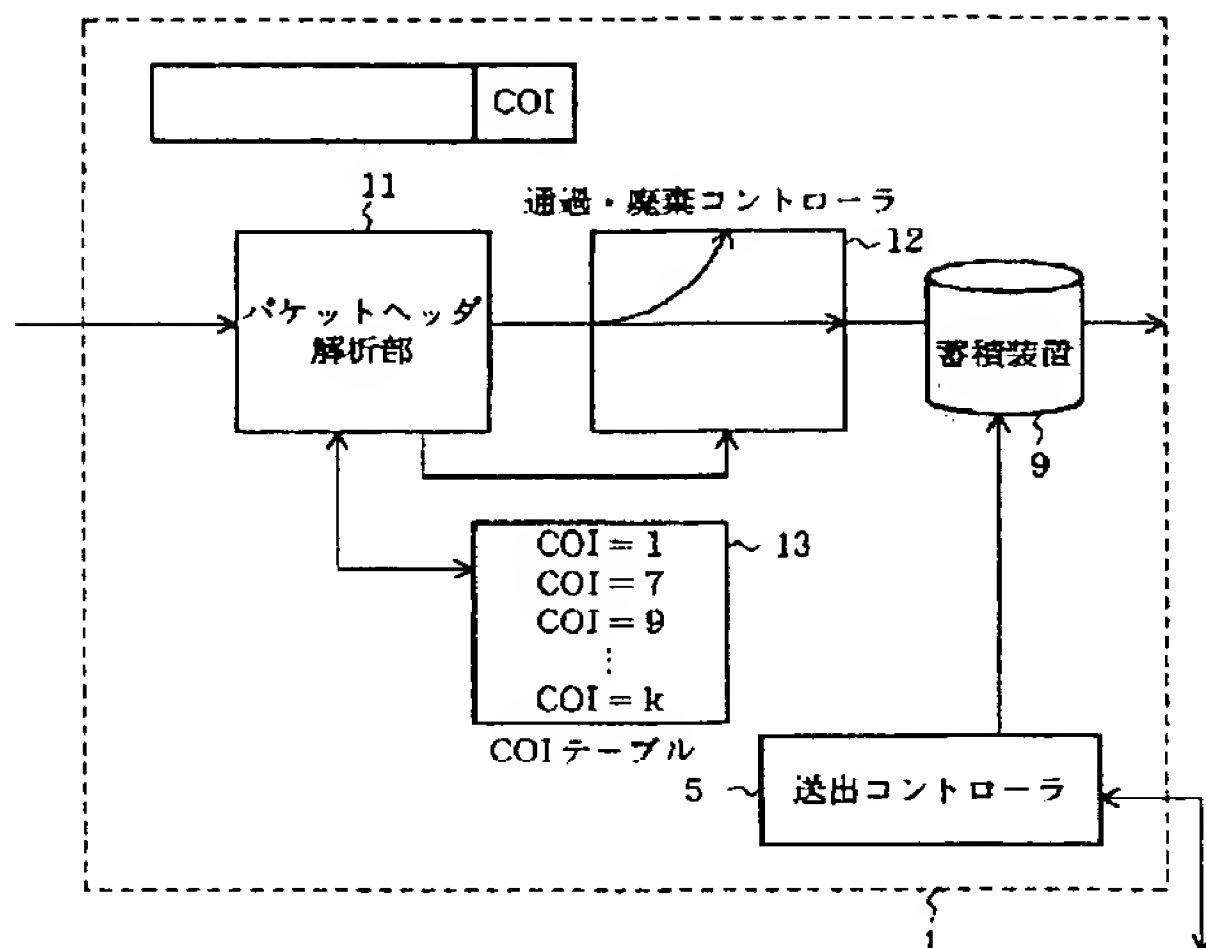 COI
11
通過・廃棄コントローラ
12
パケットヘッダ
解析部
蓄積装置
9
COI = 1
13
COI = 7
COI = 9
⋮
COI = k
COIテーブル
5
送出コントローラ
1